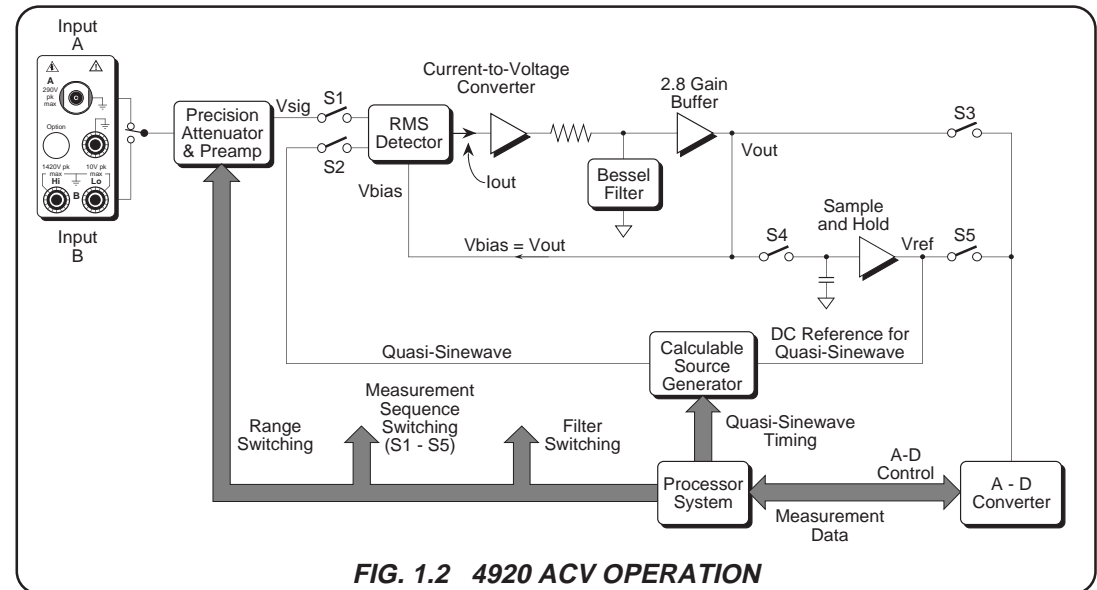 Input
A
A
290V
pk
max
Option
1420V pk
max
10V pk
max
Hi
Lo
B
Input
B
Precision
Attenuator
& Preamp
Vsig
S1
S2
RMS
Detector
Vbias
Current-to-Voltage
Converter
Iout
2.8 Gain
Buffer
Bessel
Filter
Vout
S3
Vbias = Vout
S4
Sample
and Hold
Vref
S5
Quasi-Sinewave
Calculable
Source
Generator
DC Reference for
Quasi-Sinewave
Range
Switching
Measurement
Sequence
Switching
(S1 - S5)
Filter
Switching
Quasi-Sinewave
Timing
Processor
System
A-D
Control
Measurement
Data
A - D
Converter
FIG. 1.2 4920 ACV OPERATION